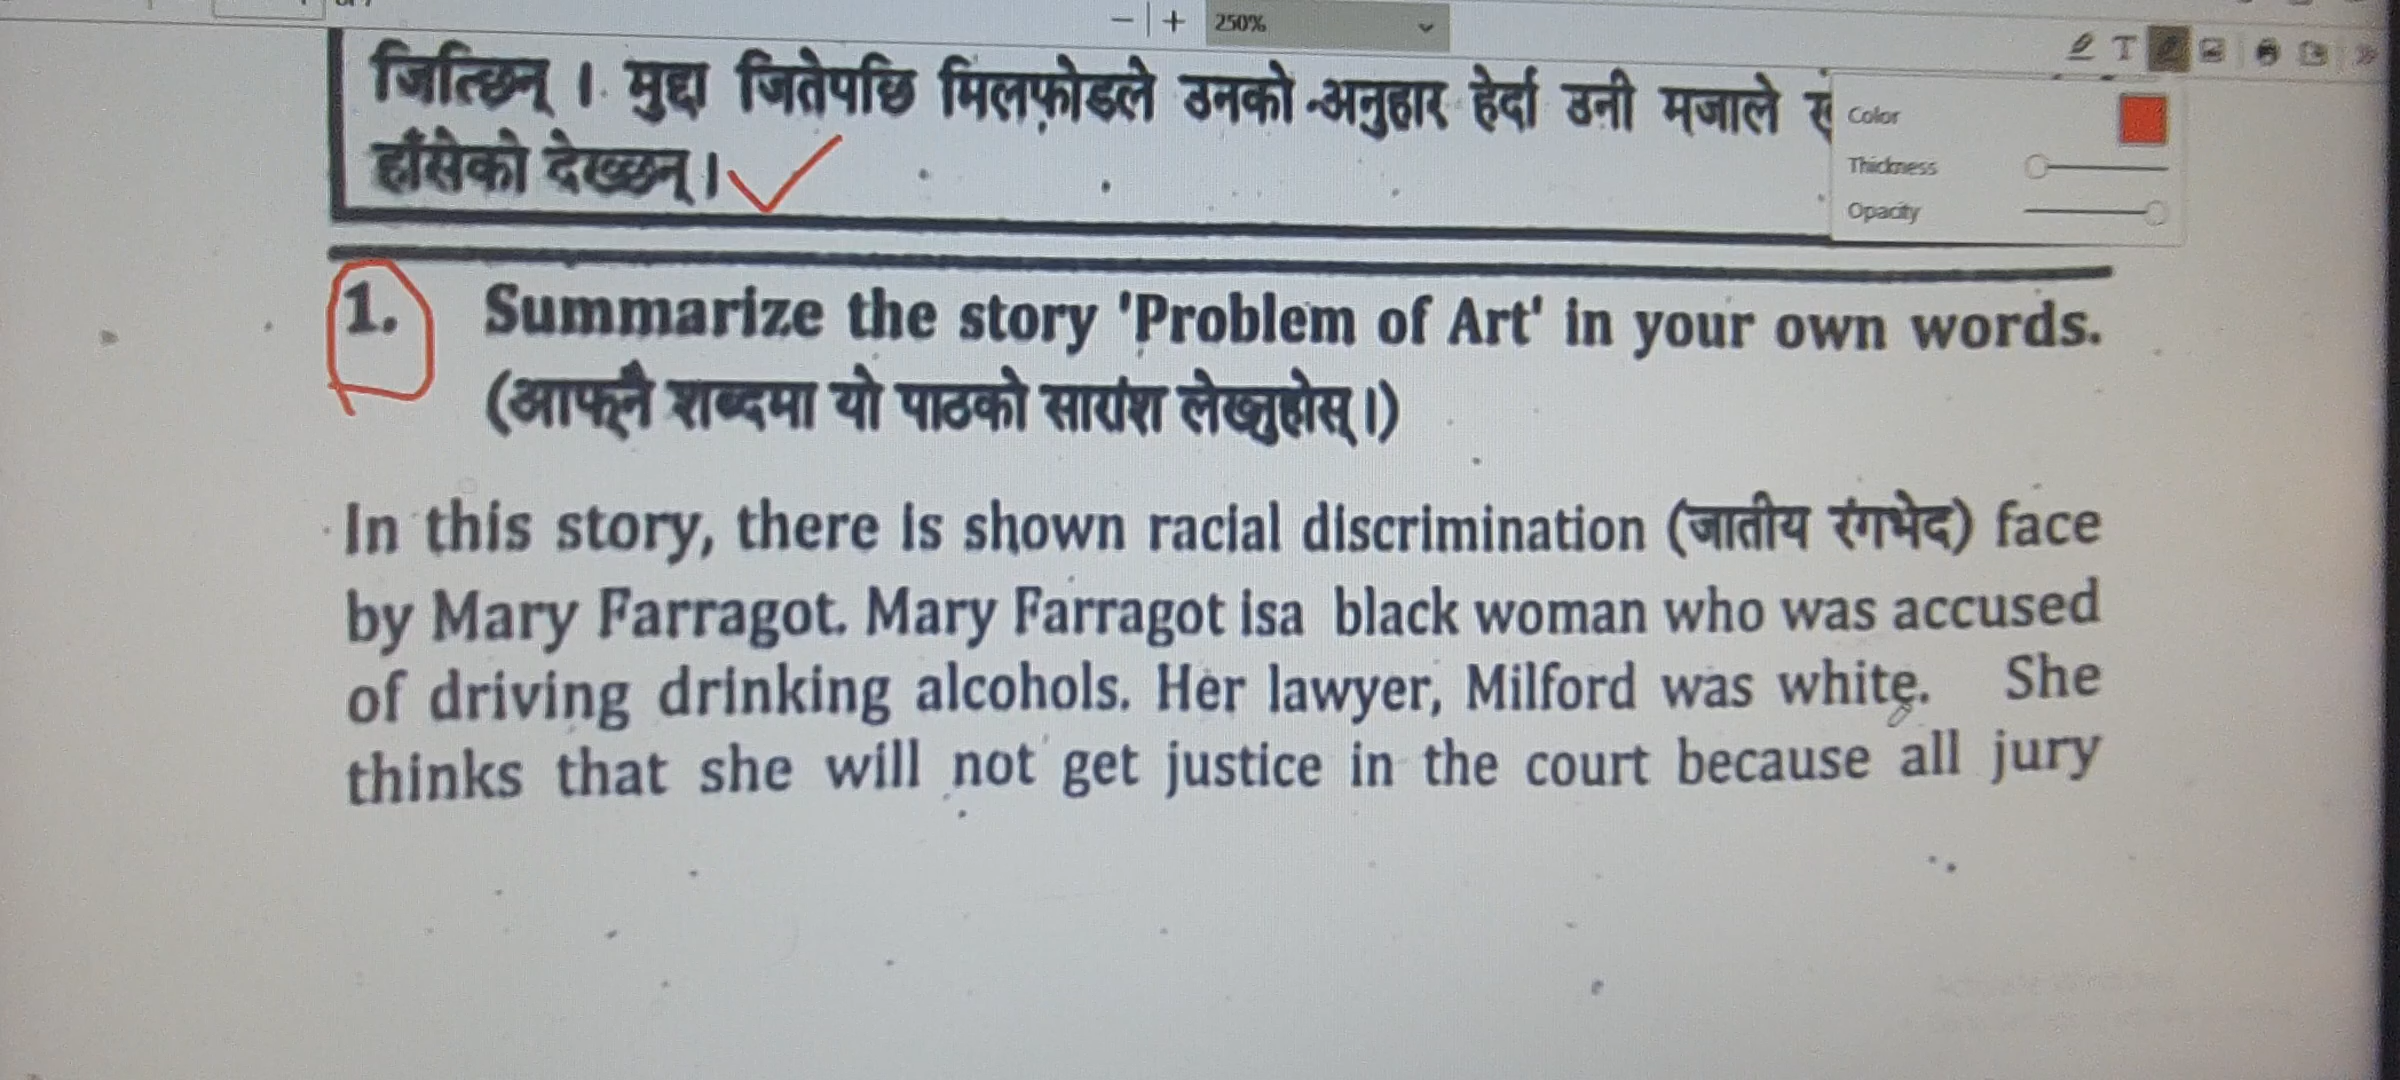 250%
जित्छिन् । मुद्दा जितेपछि मिलफोडले उनको अनुहार हेर्दा उनी मजाले
Color
हाँसेको देख्छन् ।
Thickness
Opacity
1. Summarize the story 'Problem of Art' in your own words.
(आफ्नै शब्दमा यो पाठको सारांश लेख्नुहोस् ।)
In this story, there is shown racial discrimination (जातीय रंगभेद) face
by Mary Farragot. Mary Farragot isa black woman who was accused
of driving drinking alcohols. Her lawyer, Milford was white. She
thinks that she will not get justice in the court because all jury